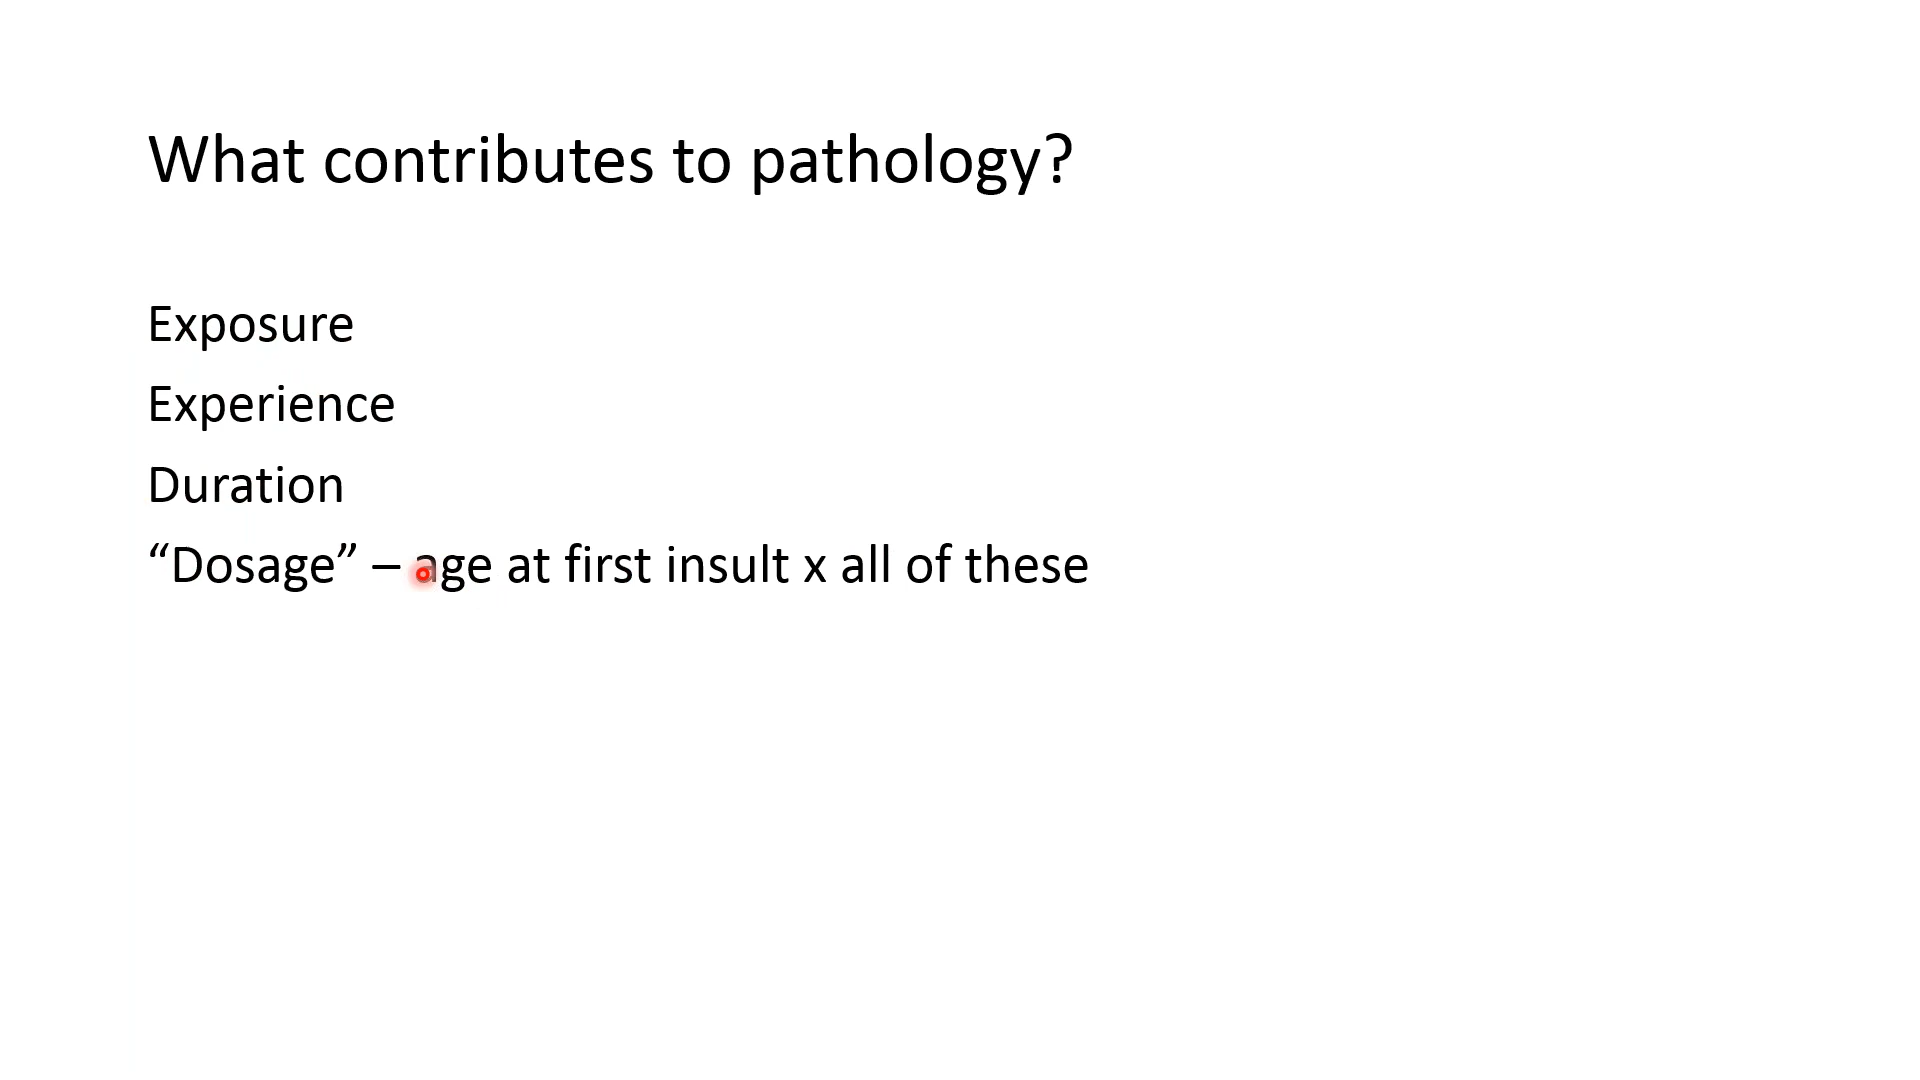 What contributes to pathology?
Exposure
Experience
Duration
“Dosage” – age at first insult x all of these